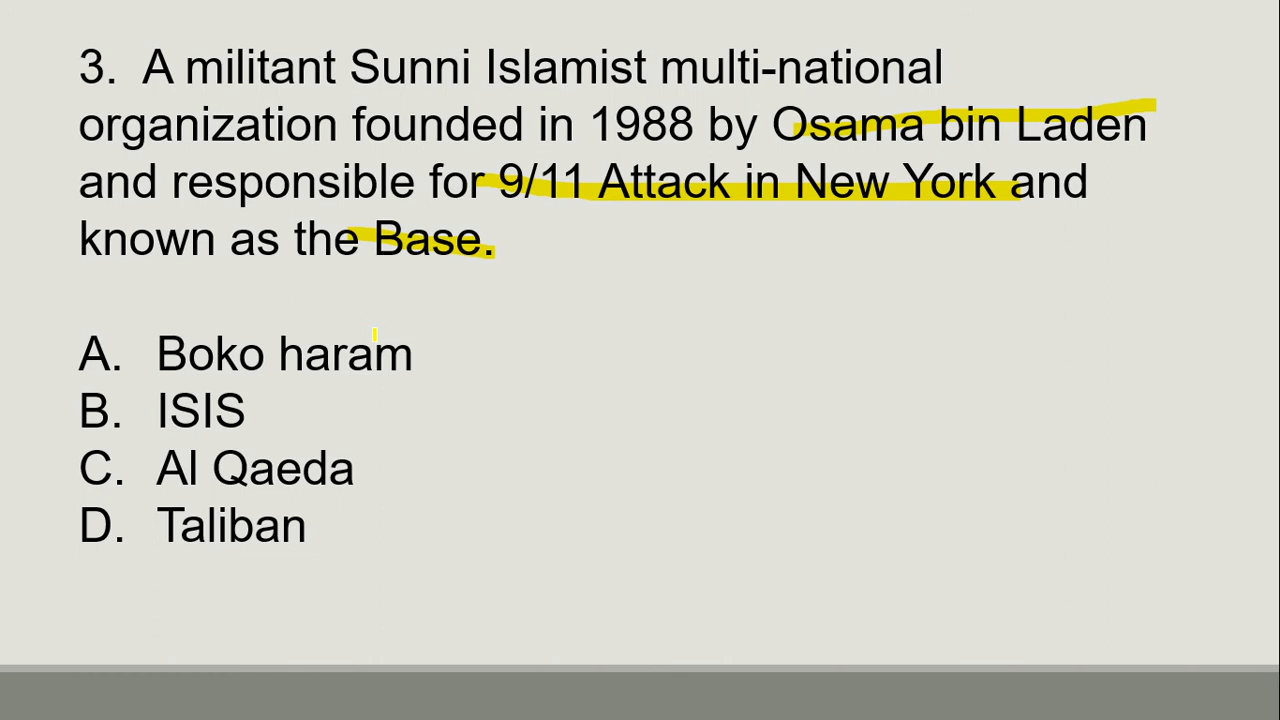 3. A militant Sunni Islamist multi-national
organization founded in 1988 by Osama bin Laden
and responsible for 9/11 Attack in New York and
known as the Base.
A. Boko haram
B. ISIS
C. Al Qaeda
D. Taliban